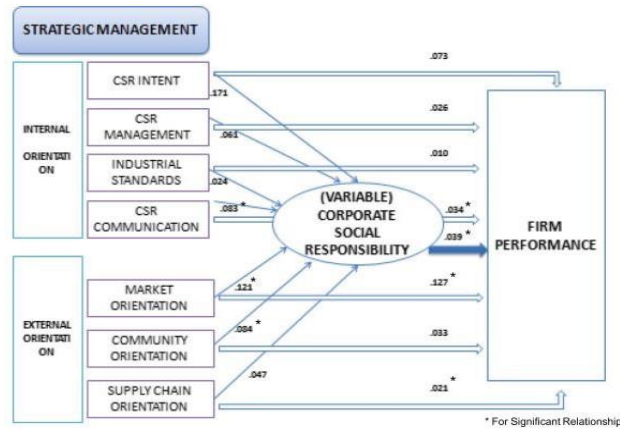 STRATEGIC MANAGEMENT
INTERNAL
ORIENTATI
ON
CSR INTENT
CSR
MANAGEMENT
INDUSTRIAL
STANDARDS
CSR
COMMUNICATION
.171
.061
.024
.083 *
.073
.026
.010
(VARIABLE)
CORPORATE
SOCIAL
RESPONSIBILITY
.034 *
.039 *
FIRM
PERFORMANCE
EXTERNAL
ORIENTATI
ON
MARKET
ORIENTATION
COMMUNITY
ORIENTATION
SUPPLY CHAIN
ORIENTATION
.121 *
.084 *
.047
.127 *
.033
.021 *
* For Significant Relationship